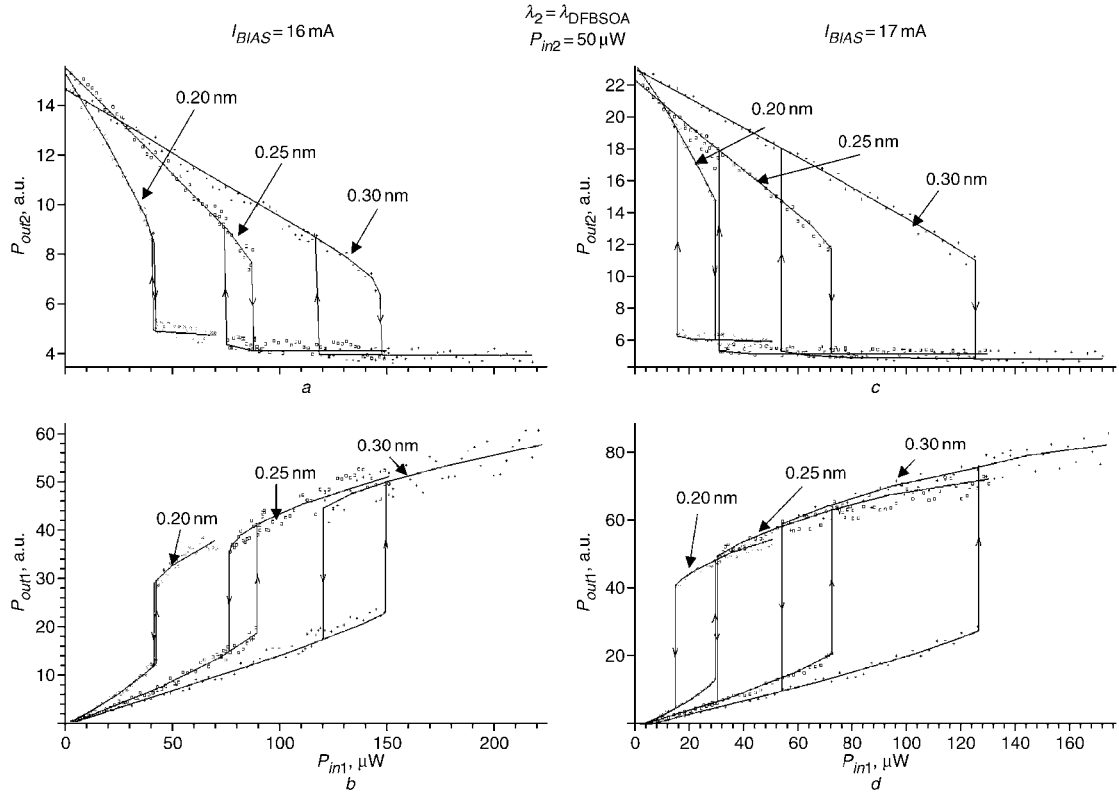 I_BIAS = 16 mA
λ₂ = λ_DFBSOA
P_in2 = 50 µW
I_BIAS = 17 mA
P_out2, a.u.
14
12
10
8
6
4
0.20 nm
0.25 nm
0.30 nm
a
P_out2, a.u.
22
20
18
16
14
12
10
8
6
0.20 nm
0.25 nm
0.30 nm
c
P_out1, a.u.
60
50
40
30
20
10
0.20 nm
0.25 nm
0.30 nm
0 50 100 150 200
P_in1, µW
b
P_out1, a.u.
80
60
40
20
0
0.20 nm
0.25 nm
0.30 nm
0 20 40 60 80 100 120 140 160
P_in1, µW
d